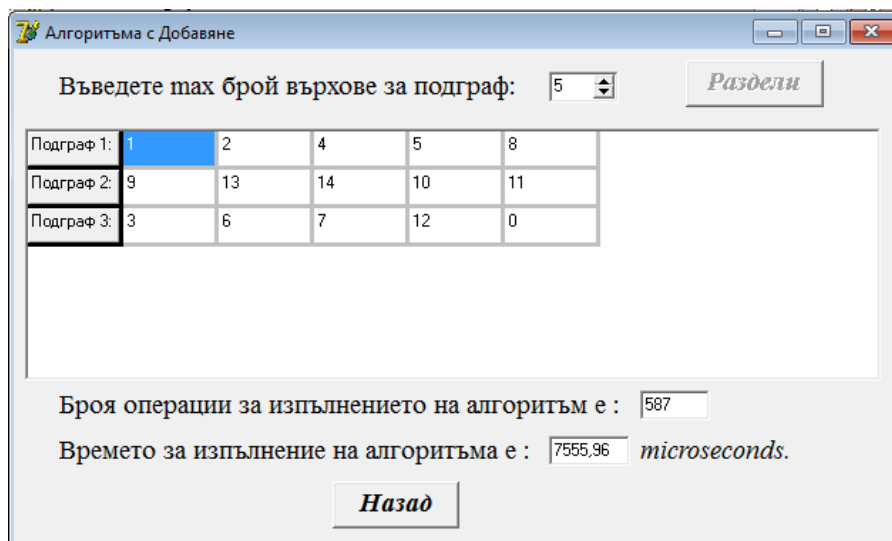 Алгоритъма с Добавяне
Въведете max брой върхове за подграф: 5 Раздели
Подграф 1: 1 2 4 5 8
Подграф 2: 9 13 14 10 11
Подграф 3: 3 6 7 12 0
Броя операции за изпълнението на алгоритъм е : 587
Времето за изпълнение на алгоритъма е : 7555,96 microseconds.
Назад